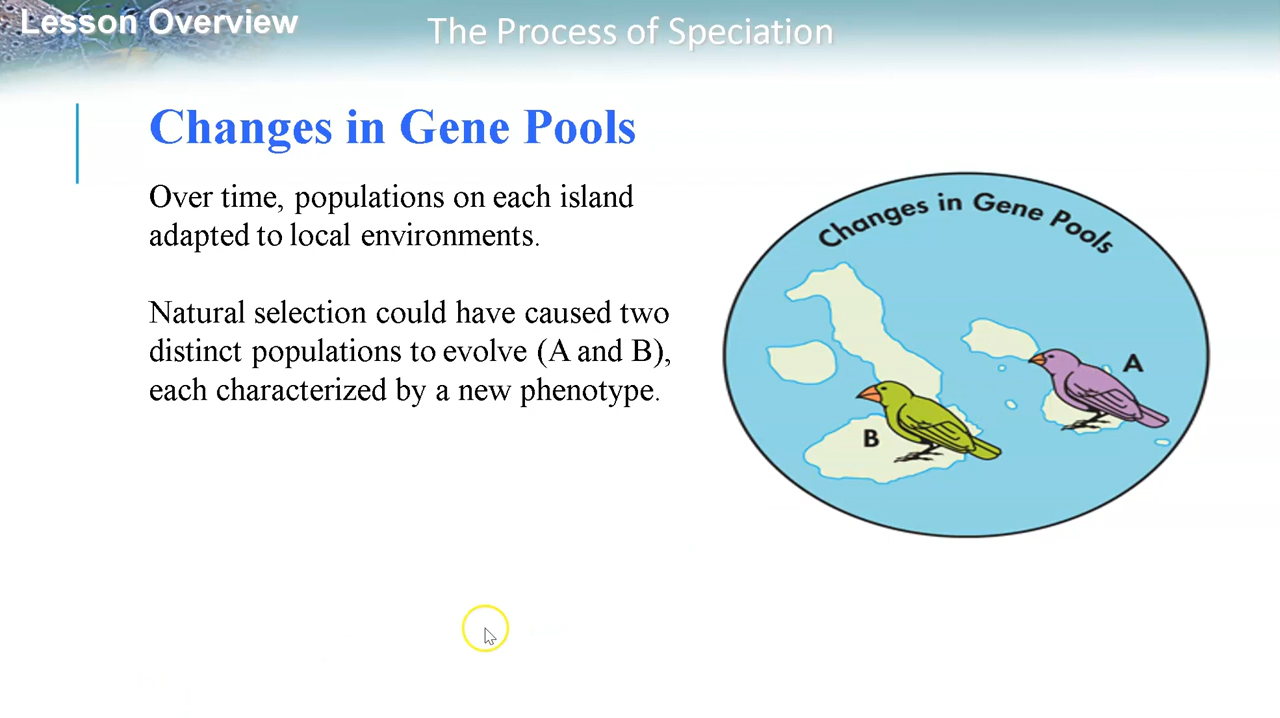 Lesson Overview
The Process of Speciation
Changes in Gene Pools
Over time, populations on each island
adapted to local environments.
Natural selection could have caused two
distinct populations to evolve (A and B),
each characterized by a new phenotype.
Changes in Gene Pools
A
B